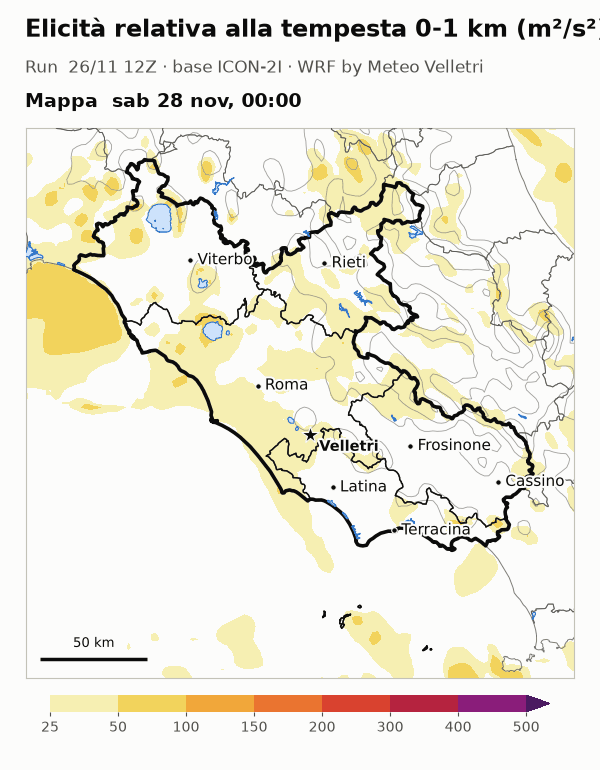 Elicità relativa alla tempesta 0-1 km (m²/s²)
Run  26/11 12Z · base ICON-2I · WRF by Meteo Velletri
Mappa  sab 28 nov, 00:00
Viterbo
Rieti
Roma
Velletri
Frosinone
Cassino
Latina
Terracina
50 km
25 50 100 150 200 300 400 500